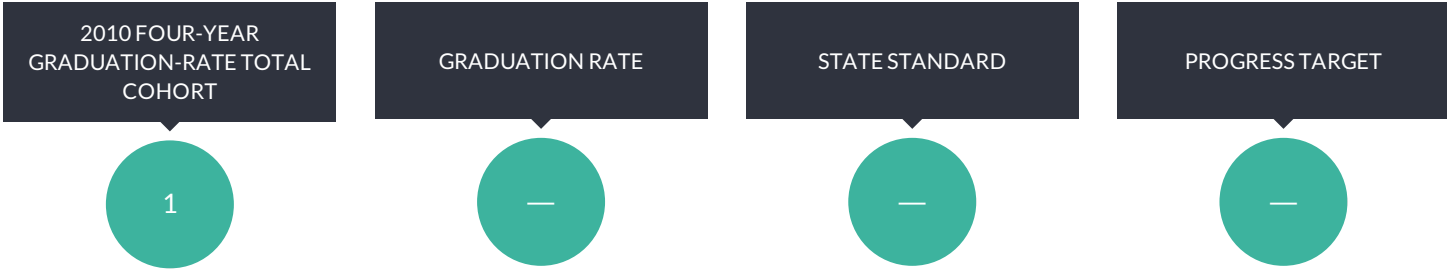 2010 FOUR-YEAR
GRADUATION-RATE TOTAL
COHORT
GRADUATION RATE
STATE STANDARD
PROGRESS TARGET
1
—
—
—